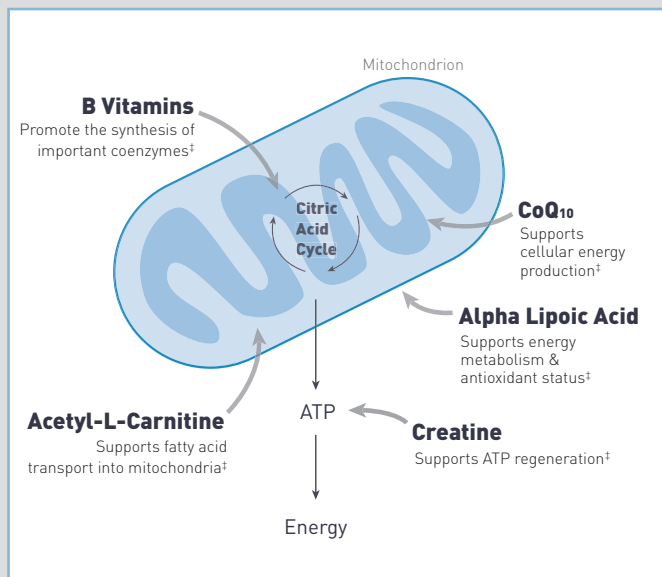 Mitochondrion
B Vitamins
Promote the synthesis of
important coenzymes‡
Citric
Acid
Cycle
CoQ₁₀
Supports
cellular energy
production‡
Alpha Lipoic Acid
Supports energy
metabolism &
antioxidant status‡
Acetyl-L-Carnitine
Supports fatty acid
transport into mitochondria‡
ATP
Creatine
Supports ATP regeneration‡
Energy